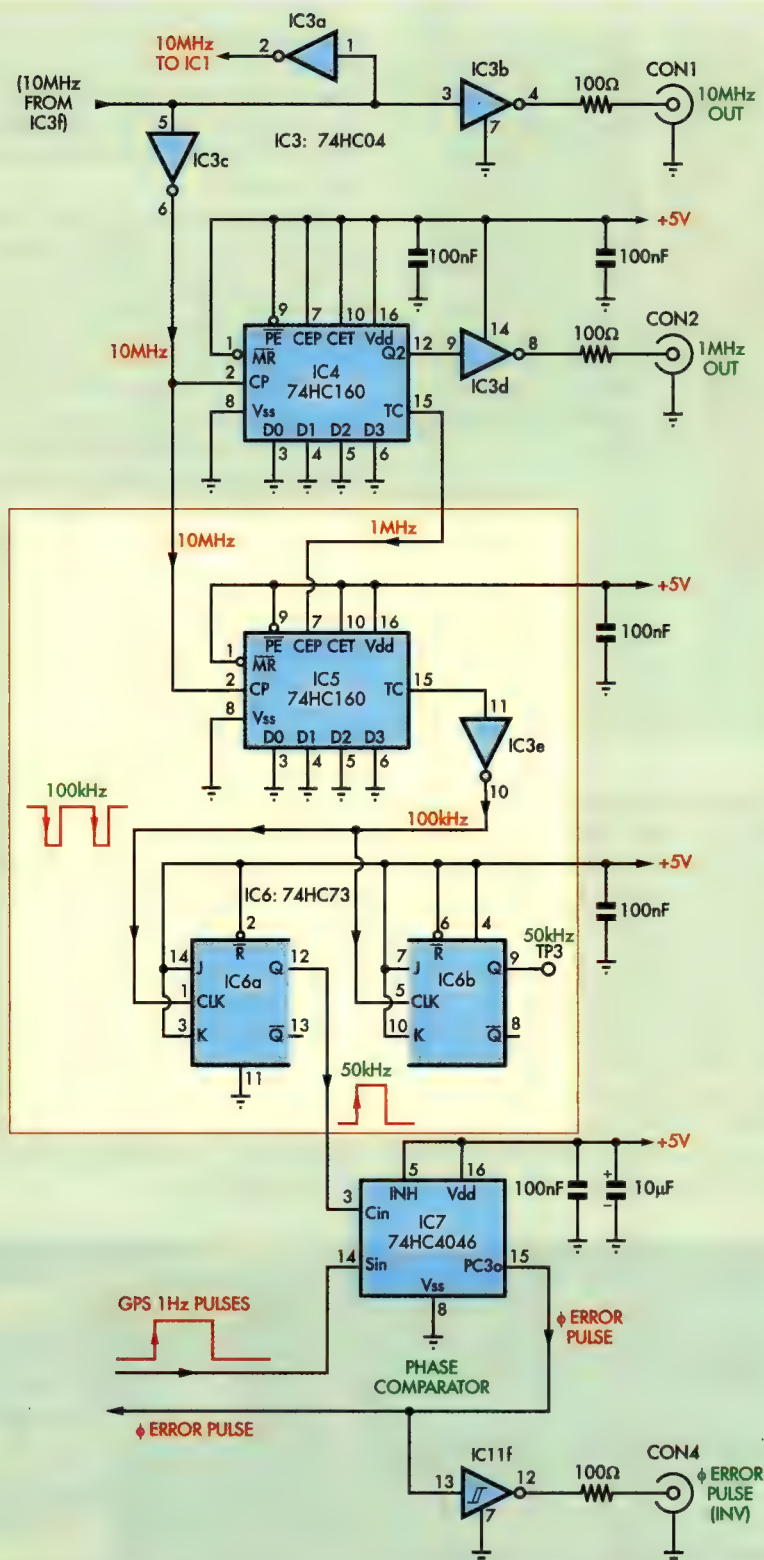 IC3a
10MHz
TO IC1
2
1
(10MHz
FROM
IC3f)
5
IC3c
6
IC3: 74HC04
3
IC3b
4
7
100Ω
CON1
10MHz
OUT
+5V
100nF
100nF
9
7
10
16
PE
CEP
CET
Vdd
1
MR
Q2
12
9
14
8
IC3d
100Ω
CON2
1MHz
OUT
10MHz
2
CP
IC4
74HC160
8
Vss
TC
15
D0
D1
D2
D3
3
4
5
6
10MHz
1MHz
+5V
100nF
9
7
10
16
PE
CEP
CET
Vdd
1
MR
2
CP
IC5
74HC160
TC
15
8
Vss
D0
D1
D2
D3
3
4
5
6
11
IC3e
10
100kHz
100kHz
+5V
100nF
IC6: 74HC73
2
R
14
J
IC6a
Q
12
1
CLK
3
K
Q
13
11
6
4
R
7
J
IC6b
Q
9
50kHz
TP3
5
CLK
10
K
Q
8
50kHz
+5V
100nF
+
10µF
−
5
16
INH
Vdd
3
Cin
IC7
74HC4046
14
Sin
PC3o
15
Vss
8
GPS 1Hz PULSES
PHASE
COMPARATOR
ϕ ERROR
PULSE
ϕ ERROR PULSE
IC11f
13
12
7
100Ω
CON4
ϕ ERROR
PULSE
(INV)